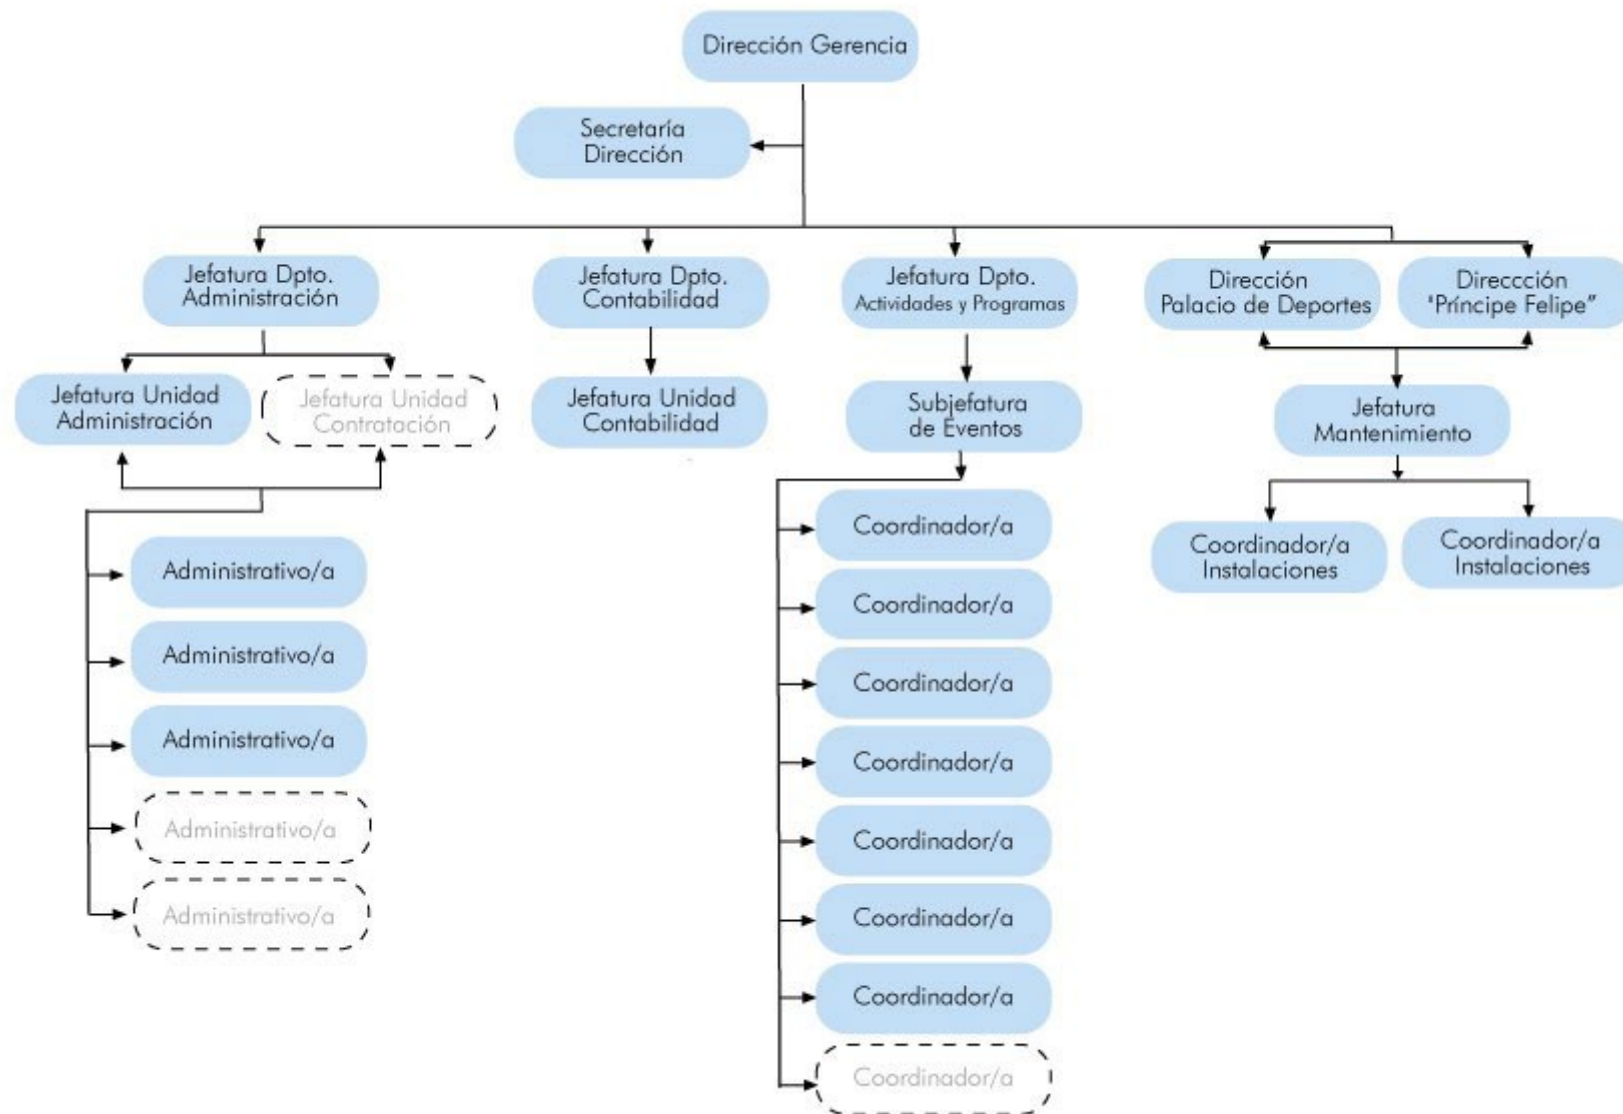 Dirección Gerencia
Secretaría
Dirección
Jefatura Dpto.
Administración
Jefatura Dpto.
Contabilidad
Jefatura Dpto.
Actividades y Programas
Dirección
Palacio de Deportes
Direccción
"Príncipe Felipe”
Jefatura Unidad
Administración
Jefatura Unidad
Contratación
Jefatura Unidad
Contabilidad
Subjefatura
de Eventos
Jefatura
Mantenimiento
Administrativo/a
Administrativo/a
Administrativo/a
Administrativo/a
Administrativo/a
Coordinador/a
Coordinador/a
Coordinador/a
Coordinador/a
Coordinador/a
Coordinador/a
Coordinador/a
Coordinador/a
Coordinador/a
Instalaciones
Coordinador/a
Instalaciones